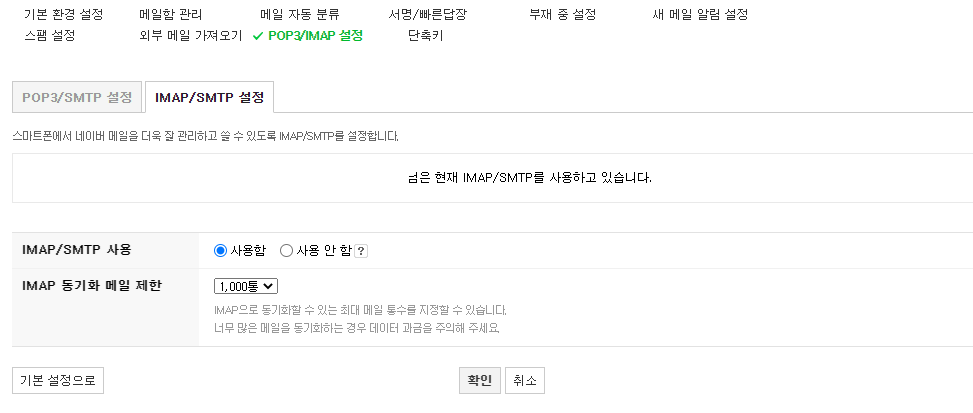 기본 환경 설정 메일함 관리 메일 자동 분류 서명/빠른답장 부재 중 설정 새 메일 알림 설정
스팸 설정 외부 메일 가져오기 POP3/IMAP 설정 단축키
POP3/SMTP 설정 IMAP/SMTP 설정
스마트폰에서 네이버 메일을 더욱 잘 관리하고 쓸 수 있도록 IMAP/SMTP를 설정합니다.
님은 현재 IMAP/SMTP를 사용하고 있습니다.
IMAP/SMTP 사용 사용함 사용 안 함 ?
IMAP 동기화 메일 제한 1,000통
IMAP으로 동기화할 수 있는 최대 메일 통수를 지정할 수 있습니다.
너무 많은 메일을 동기화하는 경우 데이터 과금을 주의해 주세요.
기본 설정으로 확인 취소